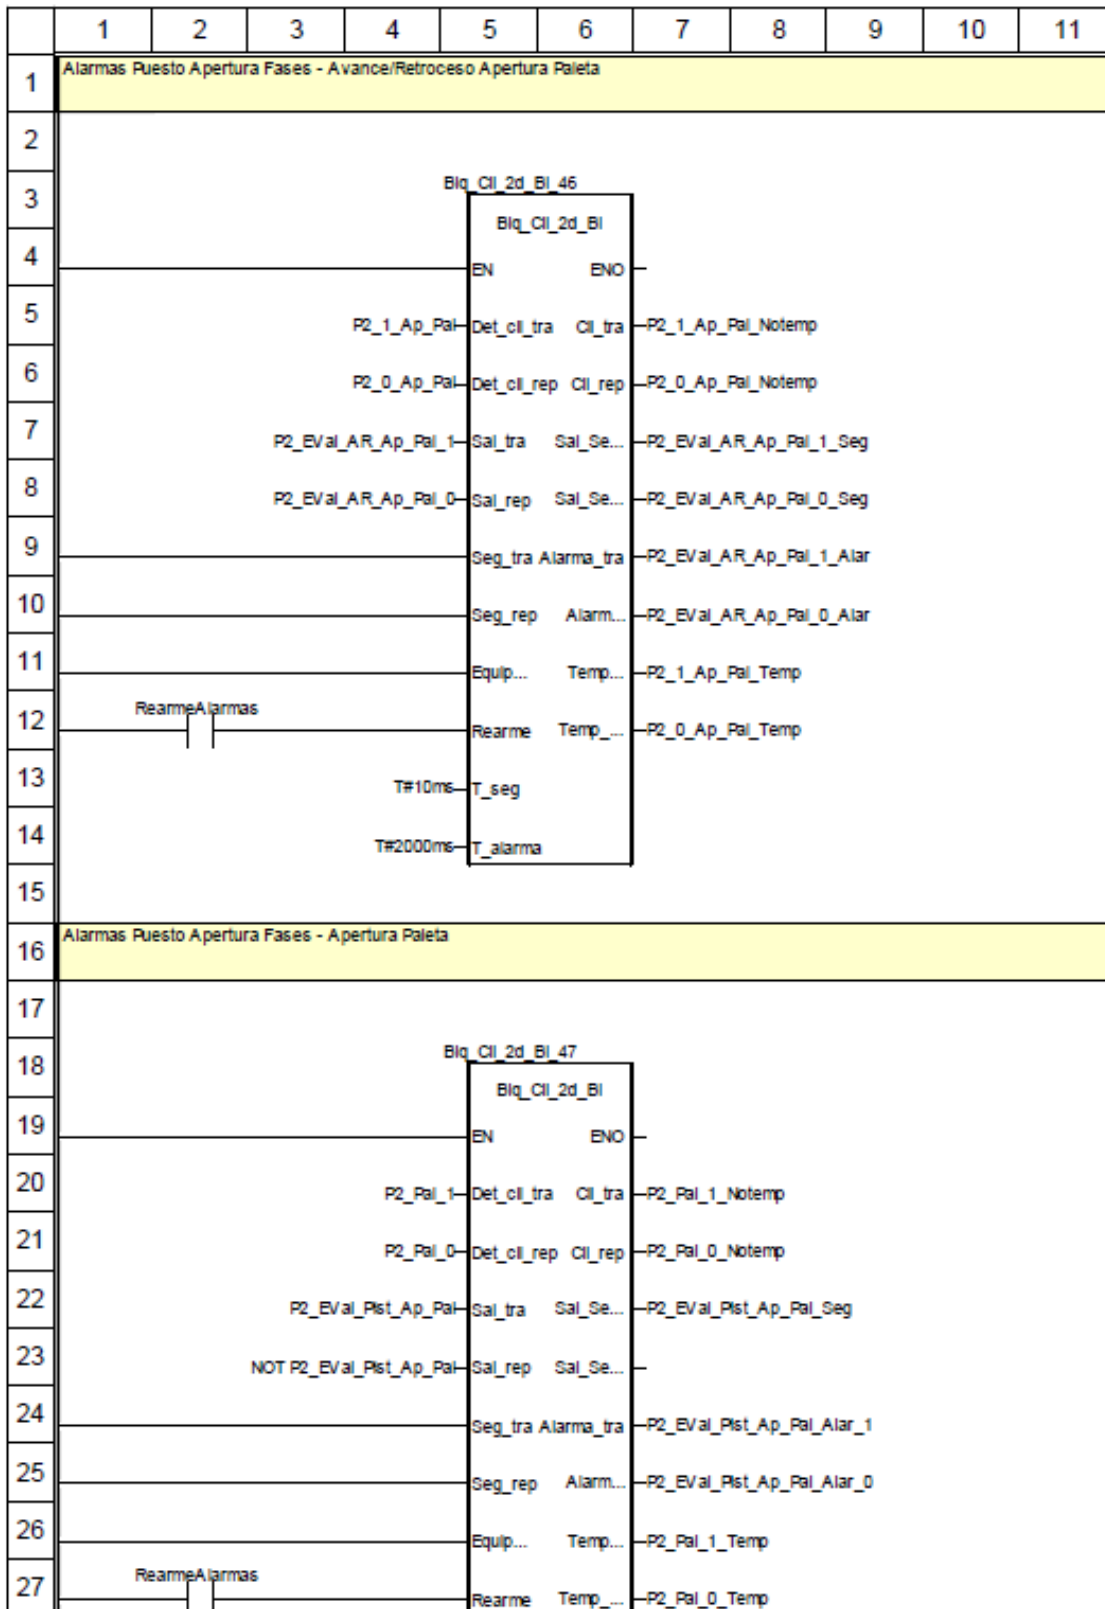 1 2 3 4 5 6 7 8 9 10 11
1 Alarmas Puesto Apertura Fases - Avance/Retroceso Apertura Paleta
2
Blq_Cil_2d_Bi_46
3
Blq_Cil_2d_Bi
4 EN ENO
5 P2_1_Ap_Pal Det_cil_tra Cil_tra P2_1_Ap_Pal_Notemp
6 P2_0_Ap_Pal Det_cil_rep Cil_rep P2_0_Ap_Pal_Notemp
7 P2_EVal_AR_Ap_Pal_1 Sal_tra Sal_Se... P2_EVal_AR_Ap_Pal_1_Seg
8 P2_EVal_AR_Ap_Pal_0 Sal_rep Sal_Se... P2_EVal_AR_Ap_Pal_0_Seg
9 Seg_tra Alarma_tra P2_EVal_AR_Ap_Pal_1_Alar
10 Seg_rep Alarm... P2_EVal_AR_Ap_Pal_0_Alar
11 Equip... Temp... P2_1_Ap_Pal_Temp
RearmeAlarmas
12 Rearme Temp_... P2_0_Ap_Pal_Temp
13 T#10ms T_seg
14 T#2000ms T_alarma
15
16 Alarmas Puesto Apertura Fases - Apertura Paleta
17
Blq_Cil_2d_Bi_47
18
Blq_Cil_2d_Bi
19 EN ENO
20 P2_Pal_1 Det_cil_tra Cil_tra P2_Pal_1_Notemp
21 P2_Pal_0 Det_cil_rep Cil_rep P2_Pal_0_Notemp
22 P2_EVal_Pist_Ap_Pal Sal_tra Sal_Se... P2_EVal_Pist_Ap_Pal_Seg
23 NOT P2_EVal_Pist_Ap_Pal Sal_rep Sal_Se...
24 Seg_tra Alarma_tra P2_EVal_Pist_Ap_Pal_Alar_1
25 Seg_rep Alarm... P2_EVal_Pist_Ap_Pal_Alar_0
26 Equip... Temp... P2_Pal_1_Temp
RearmeAlarmas
27 Rearme Temp_... P2_Pal_0_Temp